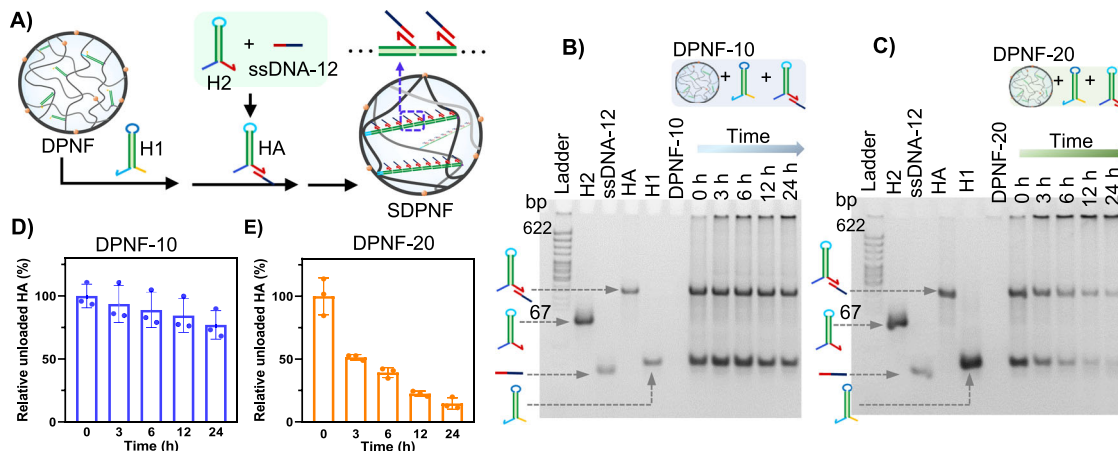 A)
H2
+
ssDNA-12
DPNF
H1
HA
SDPNF
B)
DPNF-10
+ +
Time
Ladder
H2
ssDNA-12
HA
H1
DPNF-10
0 h
3 h
6 h
12 h
24 h
bp
622
67
C)
DPNF-20
+ +
Time
Ladder
H2
ssDNA-12
HA
H1
DPNF-20
0 h
3 h
6 h
12 h
24 h
bp
622
67
D)
DPNF-10
Relative unloaded HA (%)
100
50
0
0 3 6 12 24
Time (h)
E)
DPNF-20
Relative unloaded HA (%)
100
50
0
0 3 6 12 24
Time (h)